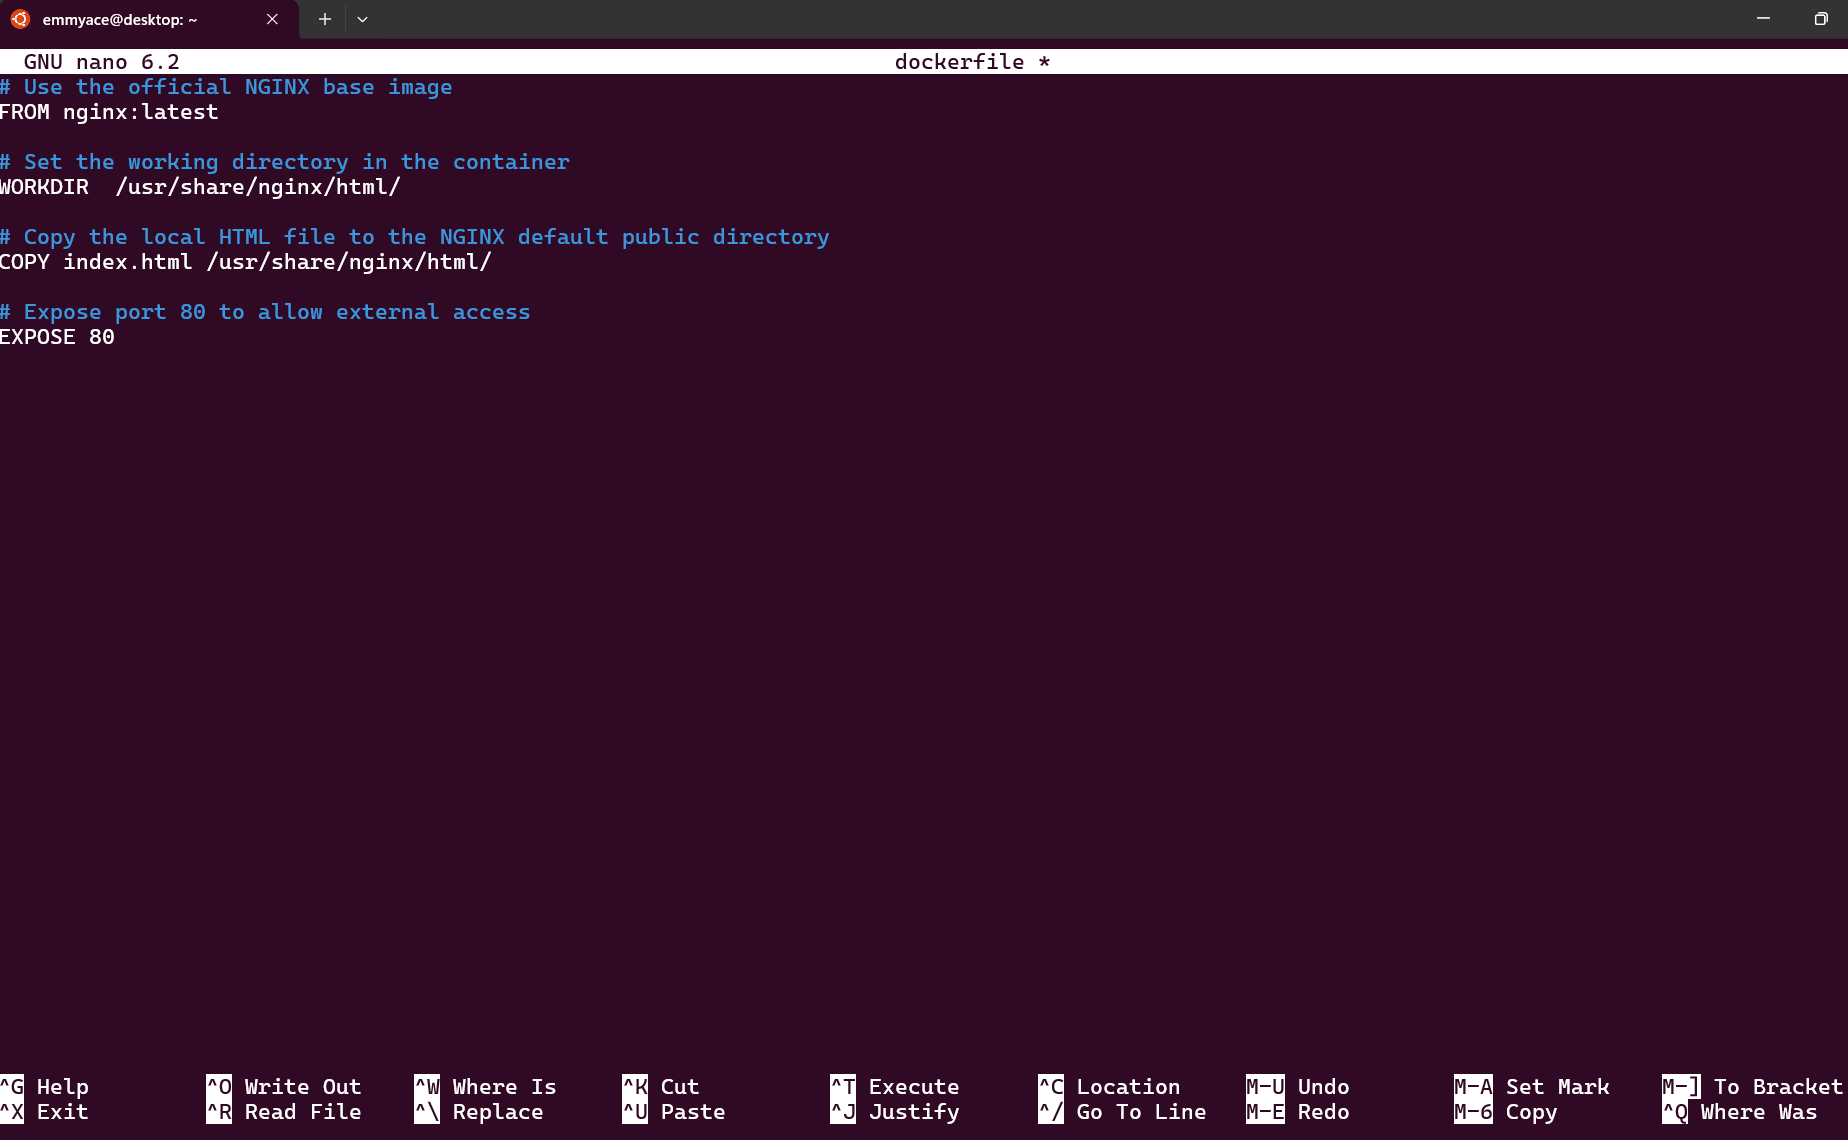 emmyace@desktop: ~
GNU nano 6.2 dockerfile *
# Use the official NGINX base image
FROM nginx:latest
# Set the working directory in the container
WORKDIR  /usr/share/nginx/html/
# Copy the local HTML file to the NGINX default public directory
COPY index.html /usr/share/nginx/html/
# Expose port 80 to allow external access
EXPOSE 80
^G Help ^O Write Out ^W Where Is ^K Cut ^T Execute ^C Location M-U Undo M-A Set Mark M-] To Bracket
^X Exit ^R Read File ^\ Replace ^U Paste ^J Justify ^/ Go To Line M-E Redo M-6 Copy ^Q Where Was